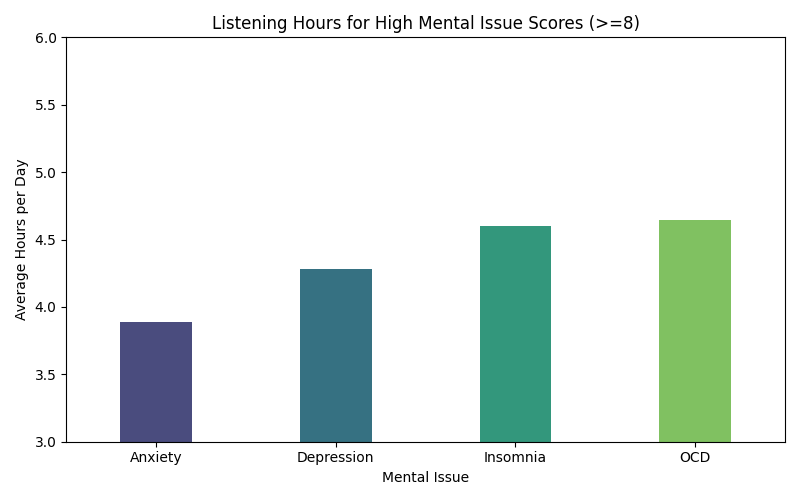 Listening Hours for High Mental Issue Scores (>=8)
6.0
5.5
5.0
4.5
4.0
3.5
3.0
Average Hours per Day
Anxiety
Depression
Insomnia
OCD
Mental Issue